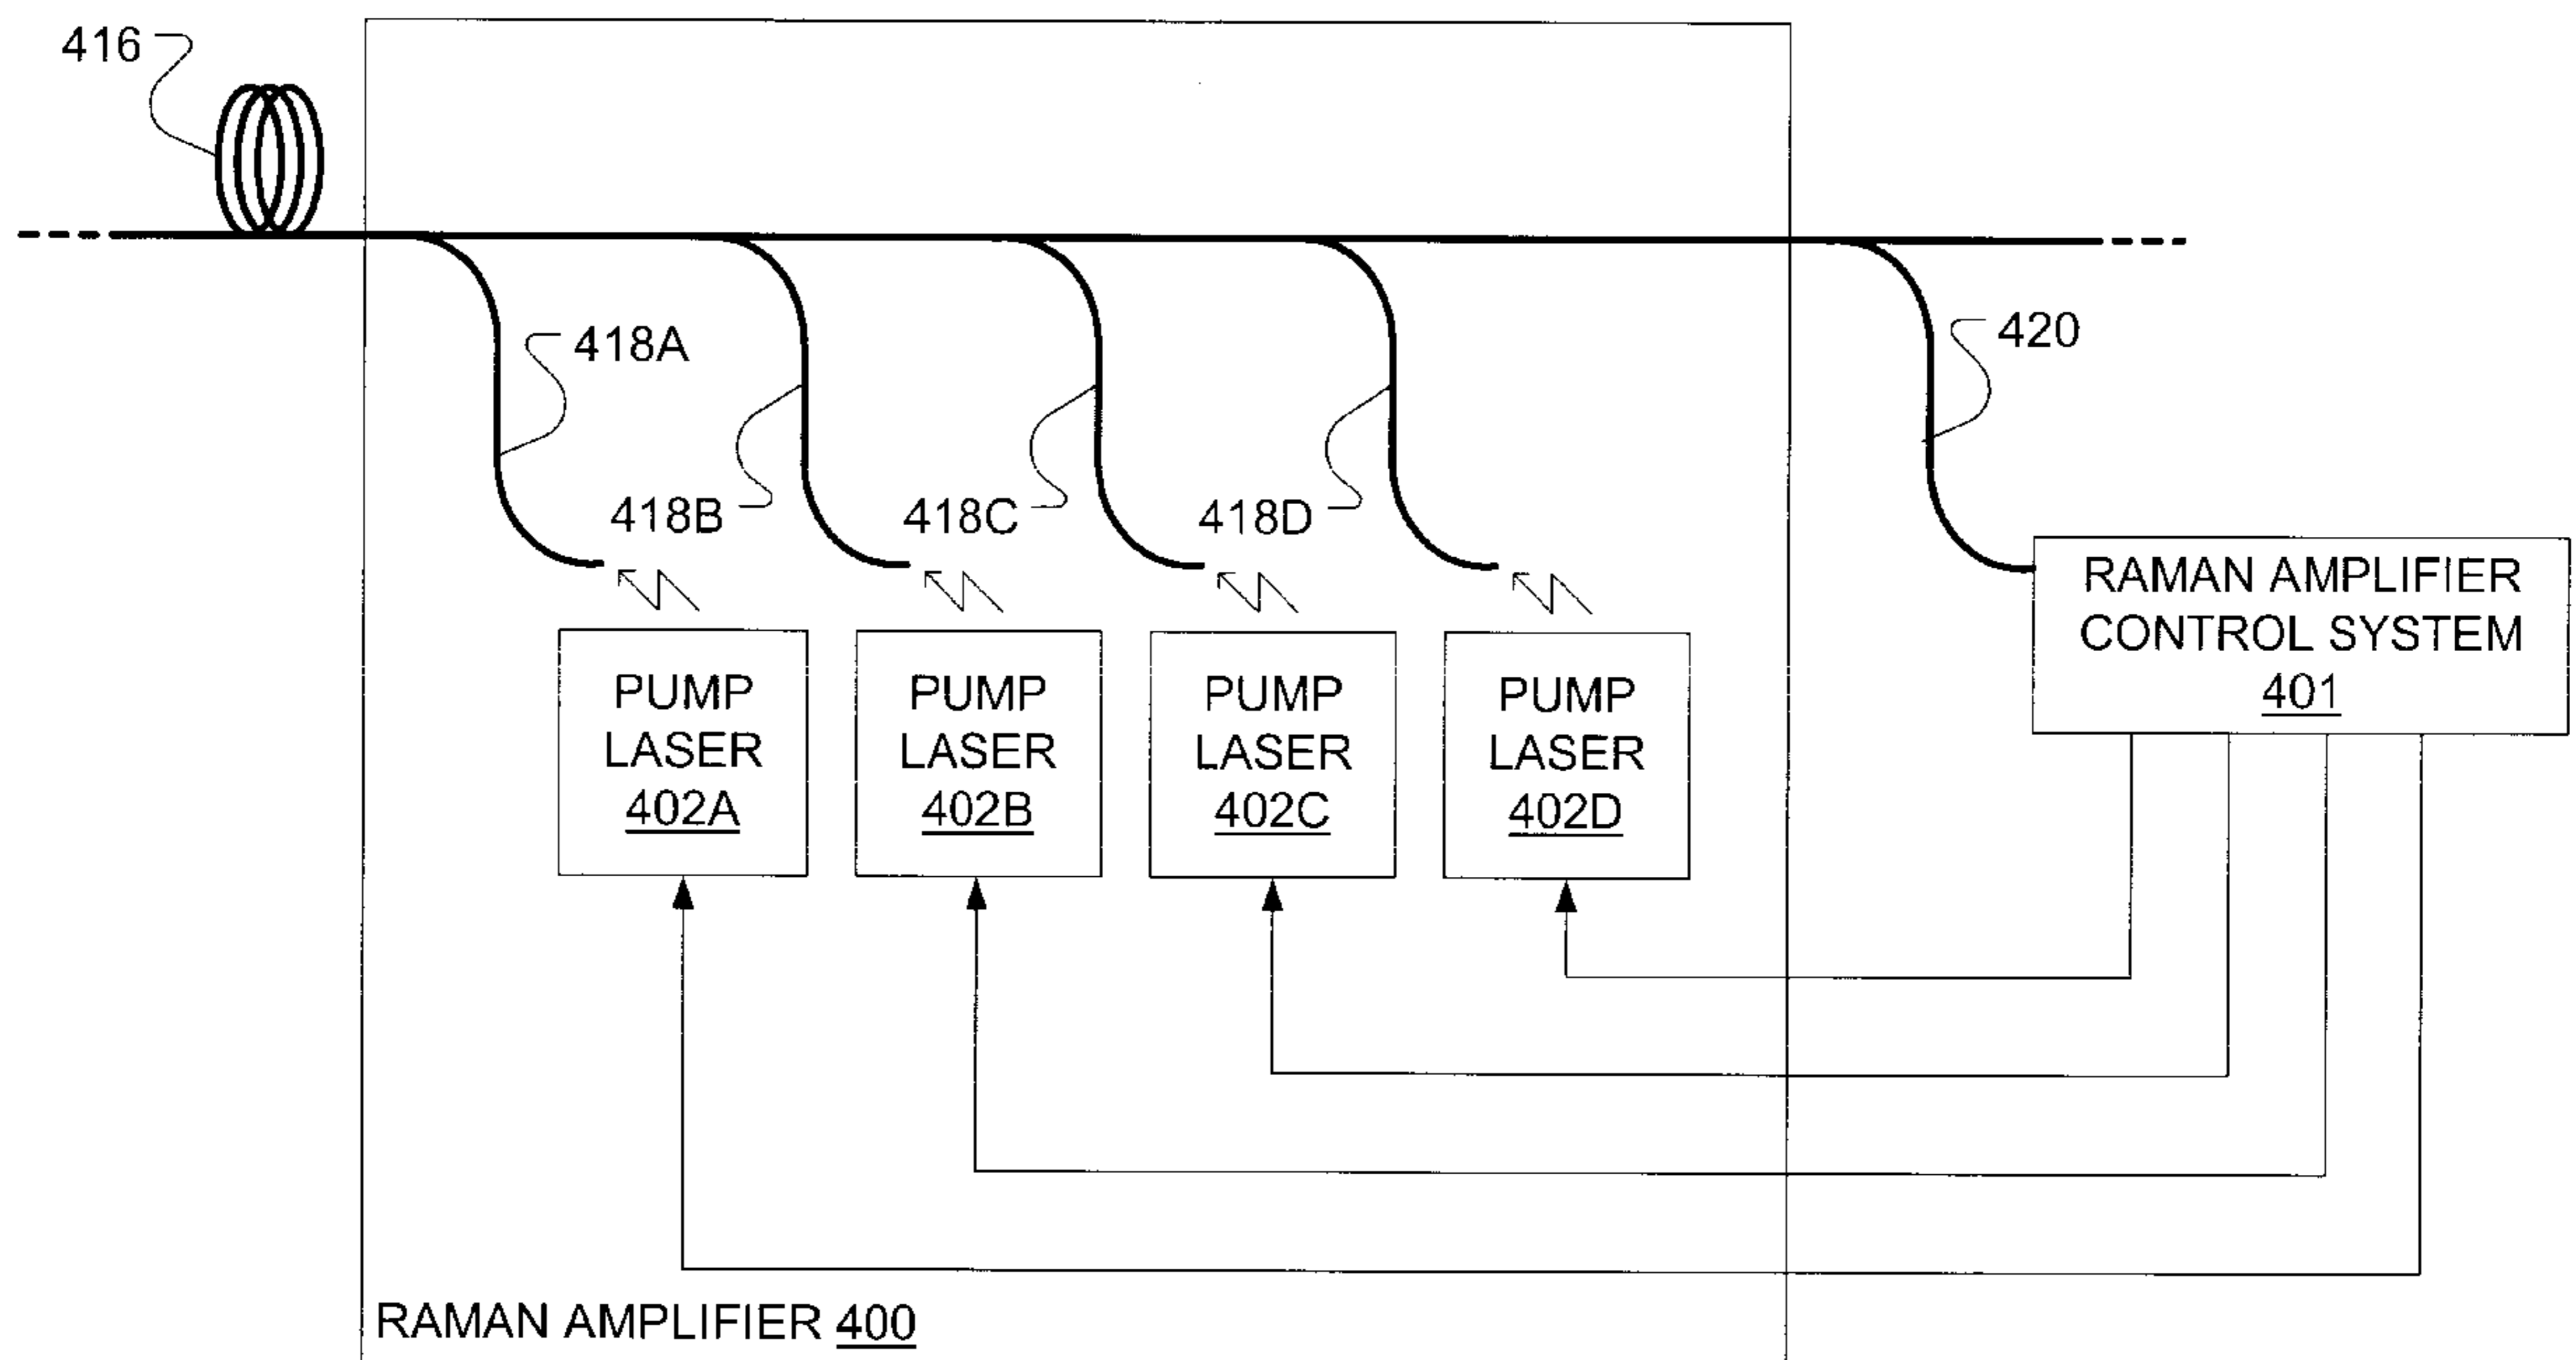 416
418A
420
418B
418C
418D
RAMAN AMPLIFIER
CONTROL SYSTEM
401
PUMP
LASER
402A
PUMP
LASER
402B
PUMP
LASER
402C
PUMP
LASER
402D
RAMAN AMPLIFIER 400